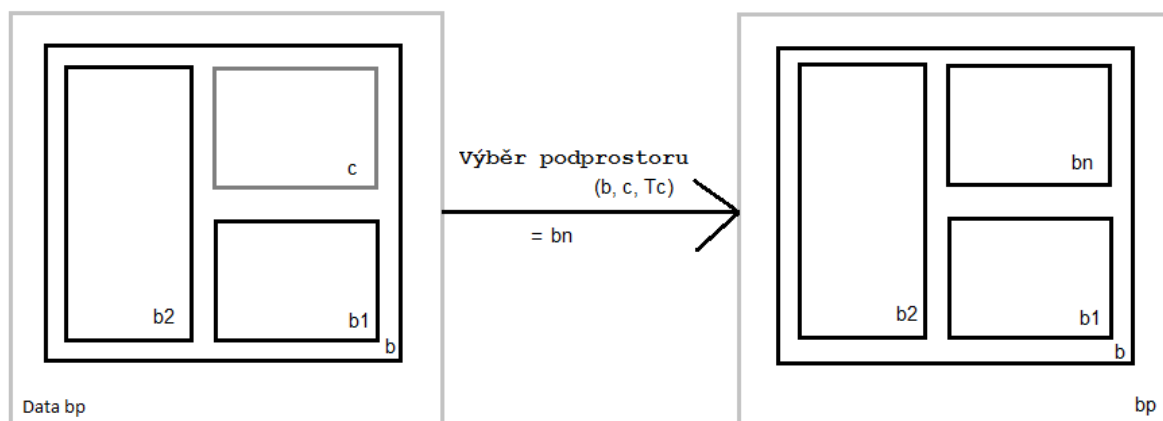 c
b2
b1
b
Data bp
Výběr podprostoru
(b, c, Tc)
= bn
bn
b2
b1
b
bp